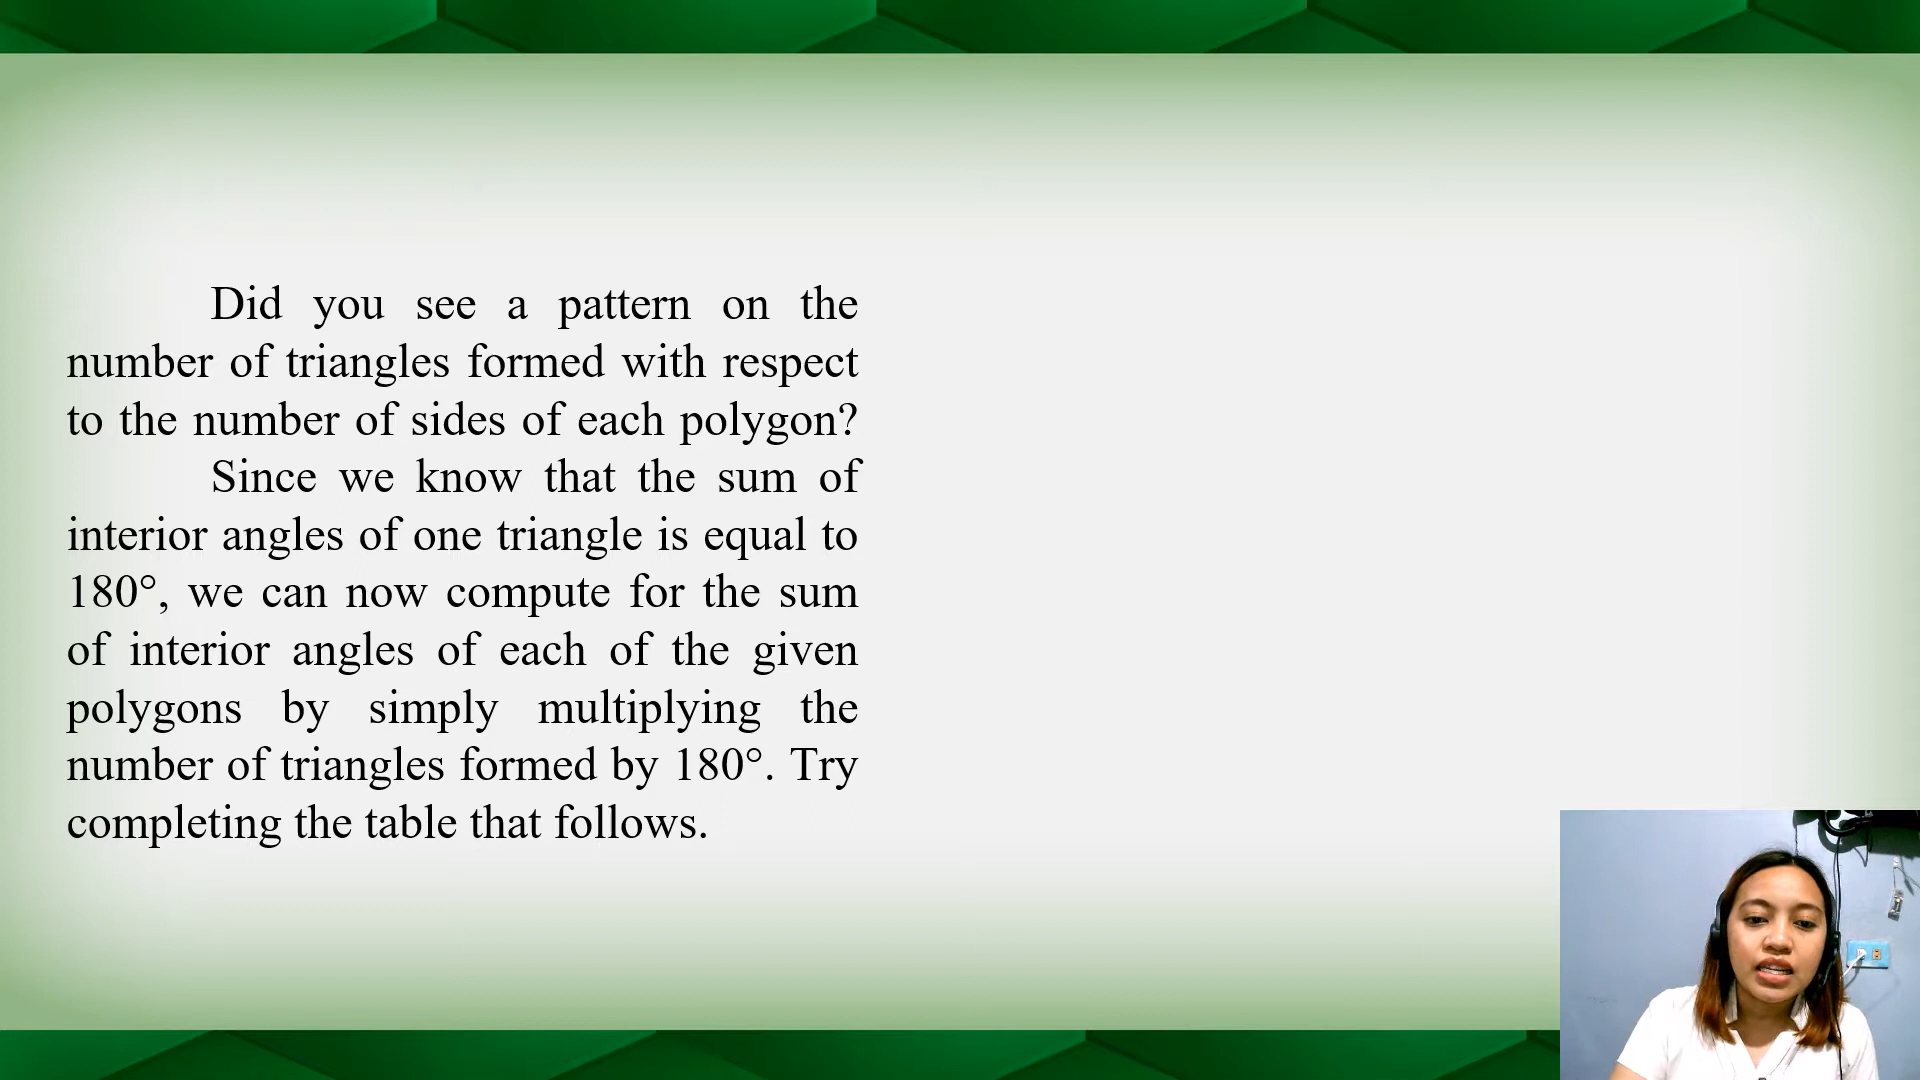 Did you see a pattern on the
number of triangles formed with respect
to the number of sides of each polygon?
Since we know that the sum of
interior angles of one triangle is equal to
180°, we can now compute for the sum
of interior angles of each of the given
polygons by simply multiplying the
number of triangles formed by 180°. Try
completing the table that follows.